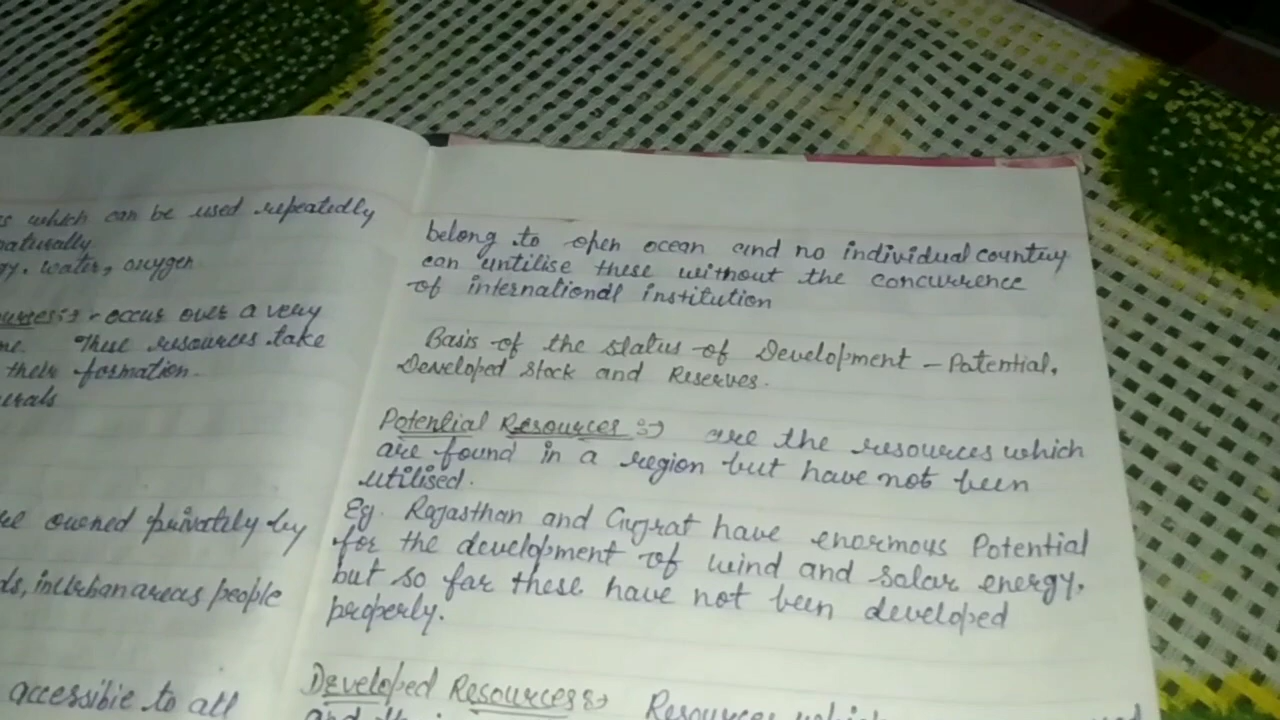 which can be used repeatedly
naturally
water, oxygen
occur over a very
These resources take
their formation.
owned privately by
in urban areas people
accessible to all
belong to open ocean and no individual country
can untilise these without the concurrence
of international institution
Basis of the status of Development – Potential,
Developed stock and Reserves.
Potential Resources :→ are the resources which
are found in a region but have not been
utilised.
Eg. Rajasthan and Gujrat have enormous Potential
for the development of wind and solar energy,
but so far these have not been developed
properly.
Developed Resources :→ Resources which